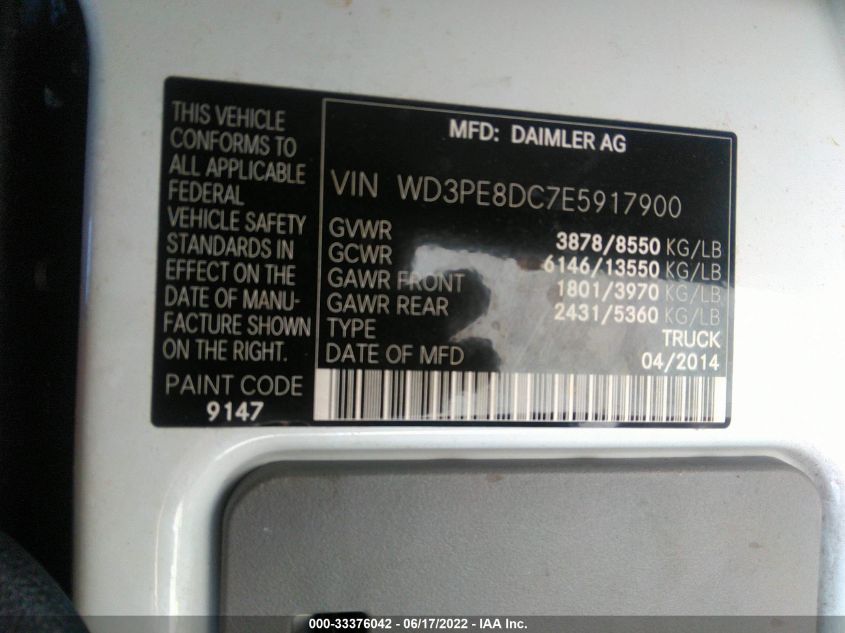 THIS VEHICLE
CONFORMS TO
ALL APPLICABLE
FEDERAL
VEHICLE SAFETY
STANDARDS IN
EFFECT ON THE
DATE OF MANU-
FACTURE SHOWN
ON THE RIGHT.
PAINT CODE
9147
MFD: DAIMLER AG
VIN WD3PE8DC7E5917900
GVWR 3878/8550 KG/LB
GCWR 6146/13550 KG/LB
GAWR FRONT 1801/3970 KG/LB
GAWR REAR 2431/5360 KG/LB
TYPE TRUCK
DATE OF MFD 04/2014
000-33376042 - 06/17/2022 - IAA Inc.